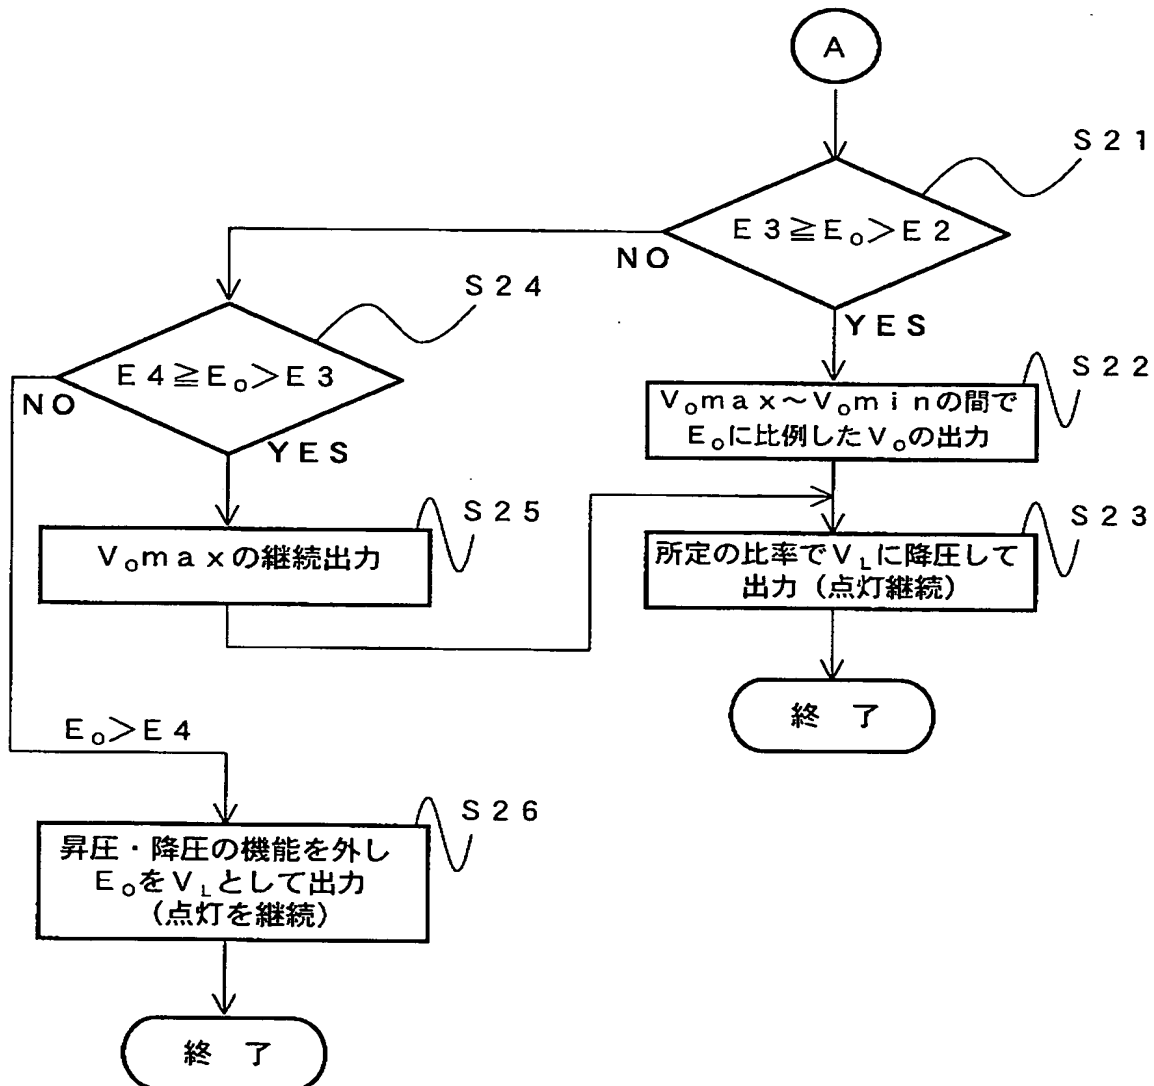 A
S21
E3≧E₀>E2
NO
YES
S24
E4≧E₀>E3
NO
YES
S22
V₀max～V₀minの間で
E₀に比例したV₀の出力
S25
V₀maxの継続出力
S23
所定の比率でV_Lに降圧して
出力（点灯継続）
終 了
E₀>E4
S26
昇圧・降圧の機能を外し
E₀をV_Lとして出力
（点灯を継続）
終 了